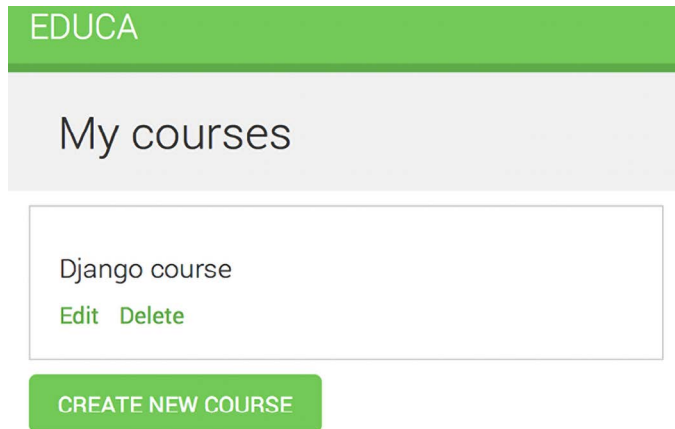 EDUCA
My courses
Django course
Edit Delete
CREATE NEW COURSE